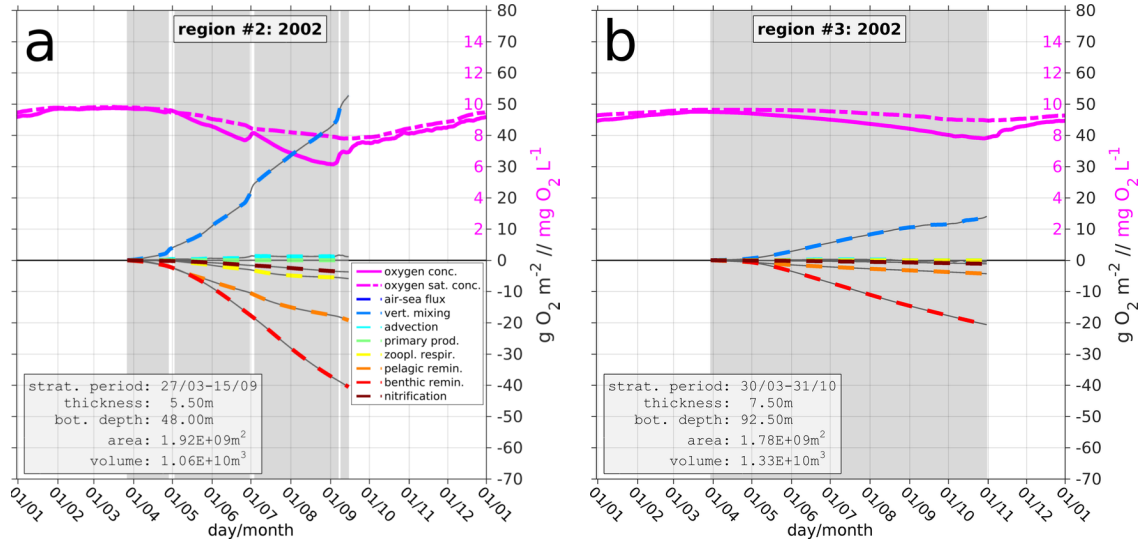 a
region #2: 2002
14
12
10
8
6
4
2
80
70
60
50
40
30
20
10
0
-10
-20
-30
-40
-50
-60
-70
g O2 m-2 // mg O2 L-1
oxygen conc.
oxygen sat. conc.
air-sea flux
vert. mixing
advection
primary prod.
zoopl. respir.
pelagic remin.
benthic remin.
nitrification
strat. period: 27/03-15/09
thickness: 5.50m
bot. depth: 48.00m
area: 1.92E+09m2
volume: 1.06E+10m3
01/01
01/02
01/03
01/04
01/05
01/06
01/07
01/08
01/09
01/10
01/11
01/12
01/01
day/month
b
region #3: 2002
14
12
10
8
6
4
2
80
70
60
50
40
30
20
10
0
-10
-20
-30
-40
-50
-60
-70
g O2 m-2 // mg O2 L-1
strat. period: 30/03-31/10
thickness: 7.50m
bot. depth: 92.50m
area: 1.78E+09m2
volume: 1.33E+10m3
01/01
01/02
01/03
01/04
01/05
01/06
01/07
01/08
01/09
01/10
01/11
01/12
01/01
day/month